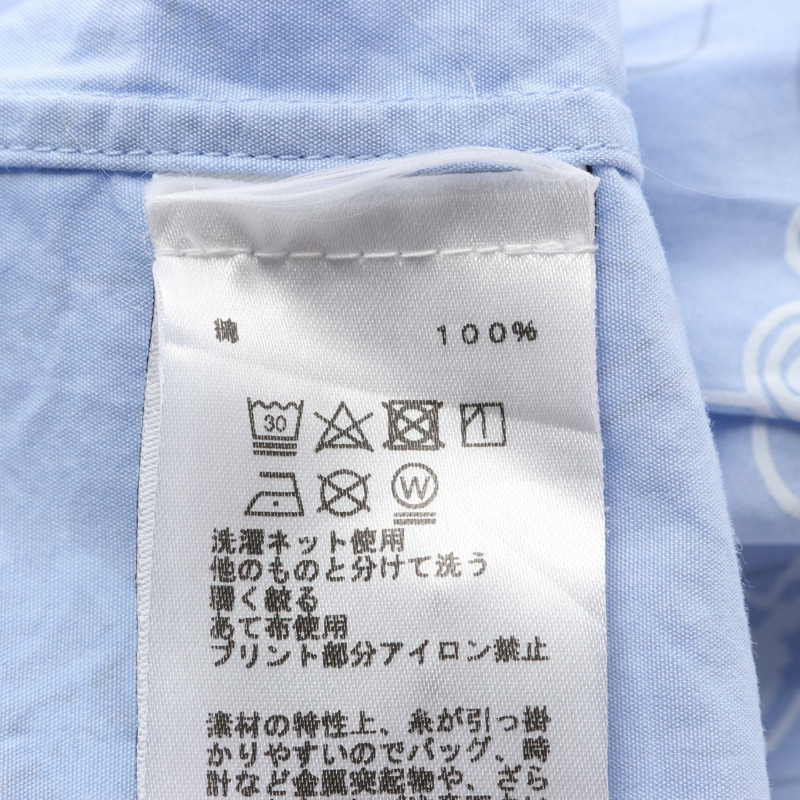 綿 100%
30
W
洗濯ネット使用
他のものと分けて洗う
弱く絞る
あて布使用
プリント部分アイロン禁止
素材の特性上、糸が引っ掛
かりやすいのでバッグ、時
計など金属突起物や、ざら